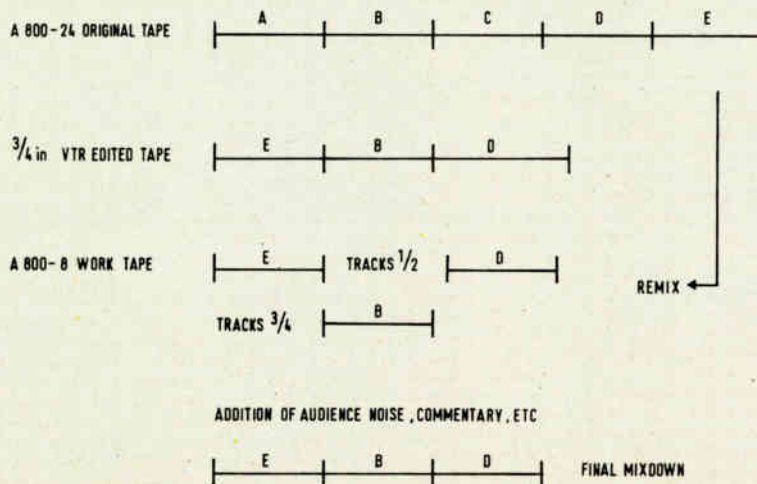 A B C D E
A 800-24 ORIGINAL TAPE
E B D
3/4 in VTR EDITED TAPE
E TRACKS 1/2 D
A 800-8 WORK TAPE
REMIX
B
TRACKS 3/4
ADDITION OF AUDIENCE NOISE, COMMENTARY, ETC
E B D
FINAL MIXDOWN